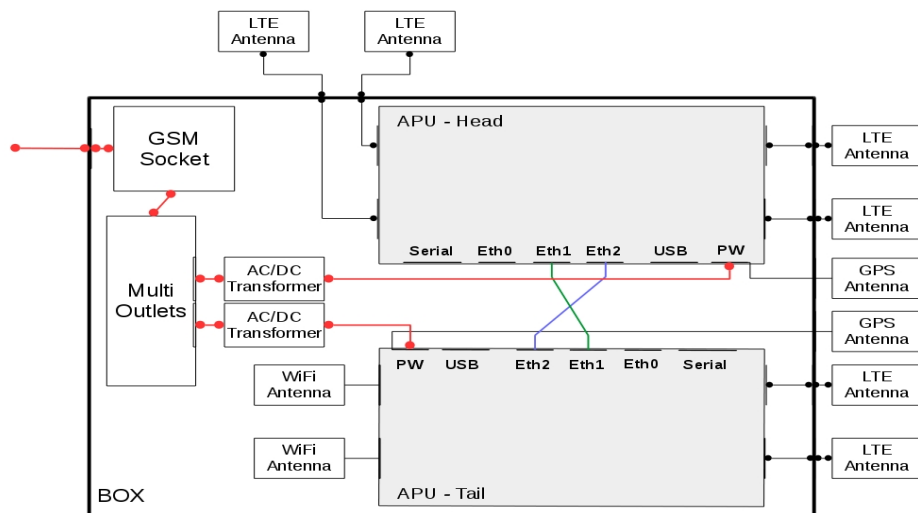 LTE
Antenna
LTE
Antenna
GSM
Socket
APU - Head
LTE
Antenna
LTE
Antenna
Serial Eth0 Eth1 Eth2 USB PW
Multi
Outlets
AC/DC
Transformer
GPS
Antenna
AC/DC
Transformer
GPS
Antenna
PW USB Eth2 Eth1 Eth0 Serial
WiFi
Antenna
LTE
Antenna
WiFi
Antenna
LTE
Antenna
BOX
APU - Tail